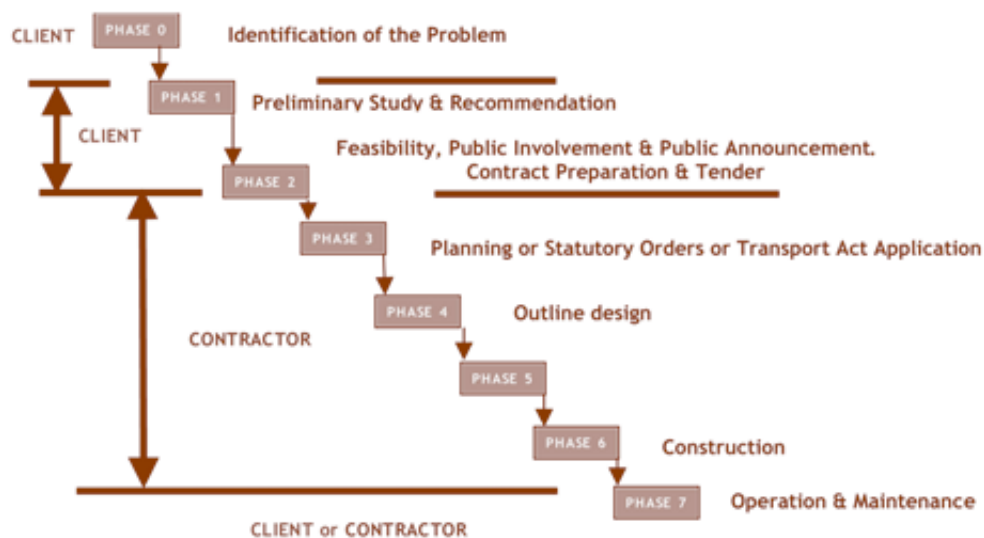 CLIENT
PHASE 0
Identification of the Problem
PHASE 1
Preliminary Study & Recommendation
CLIENT
Feasibility, Public Involvement & Public Announcement.
Contract Preparation & Tender
PHASE 2
PHASE 3
Planning or Statutory Orders or Transport Act Application
PHASE 4
Outline design
CONTRACTOR
PHASE 5
PHASE 6
Construction
PHASE 7
Operation & Maintenance
CLIENT or CONTRACTOR